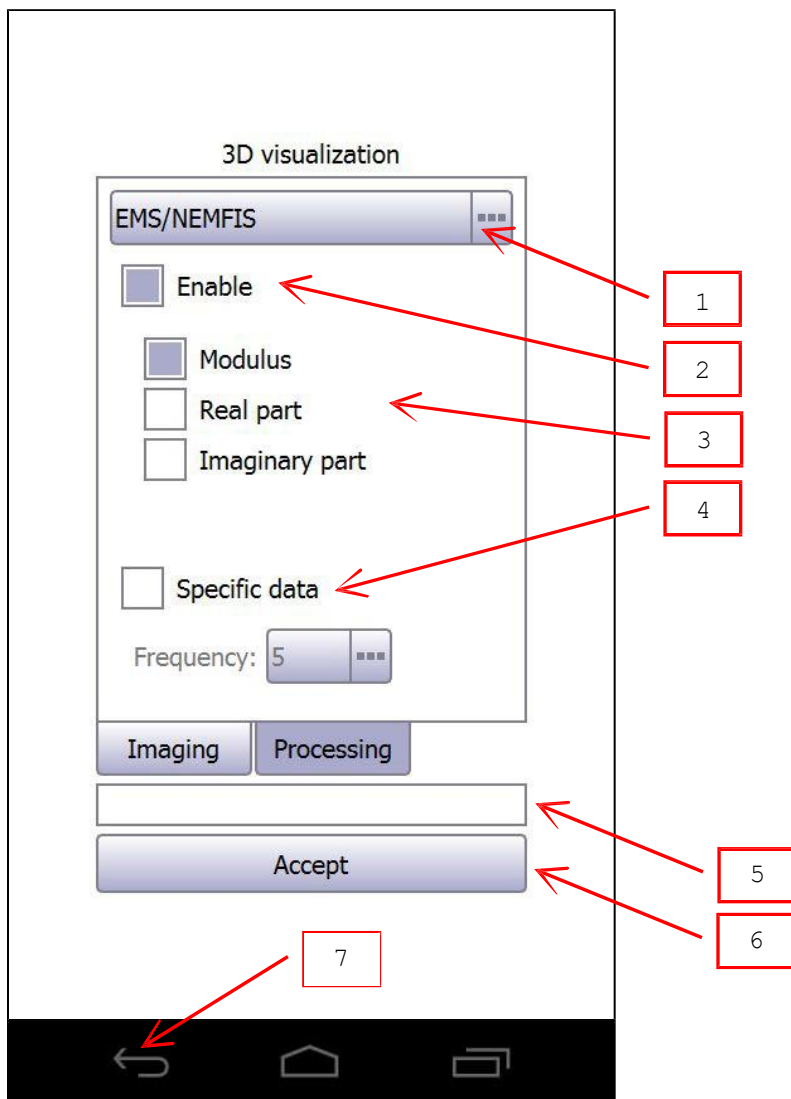 3D visualization
EMS/NEMFIS
Enable
1
Modulus
2
Real part
3
Imaginary part
4
Specific data
Frequency: 5
Imaging Processing
Accept
5
6
7